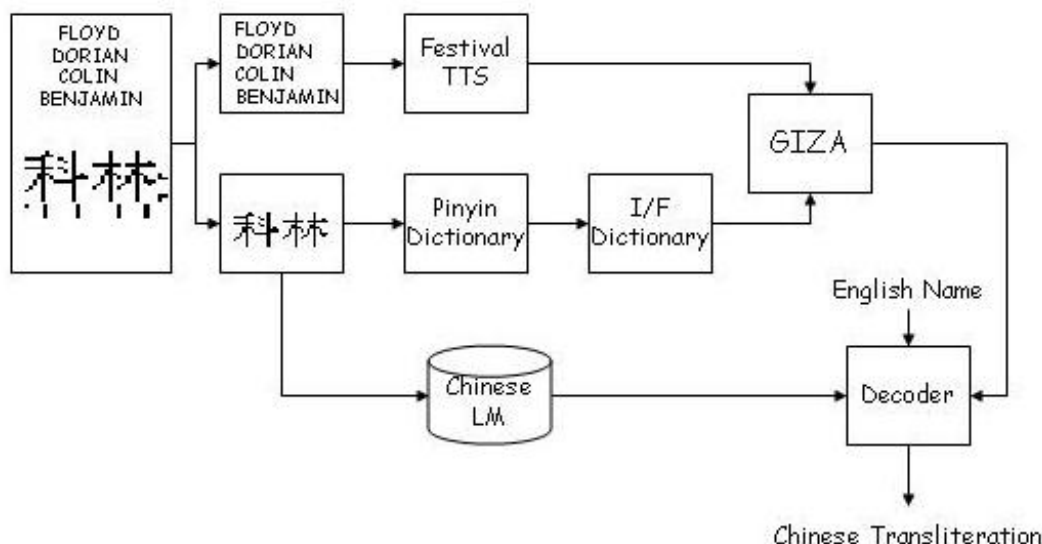 FLOYD
DORIAN
COLIN
BENJAMIN
科林
FLOYD
DORIAN
COLIN
BENJAMIN
Festival
TTS
GIZA
科林
Pinyin
Dictionary
I/F
Dictionary
English Name
Chinese
LM
Decoder
Chinese Transliteration